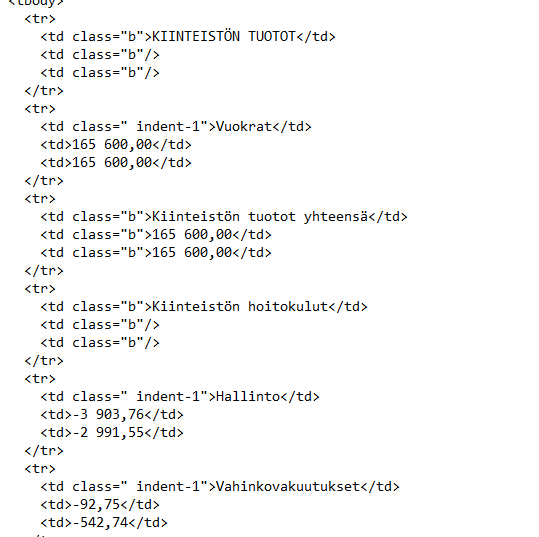 <tbody>
<tr>
<td class="b">KIINTEISTÖN TUOTOT</td>
<td class="b"/>
<td class="b"/>
</tr>
<tr>
<td class=" indent-1">Vuokrat</td>
<td>165 600,00</td>
<td>165 600,00</td>
</tr>
<tr>
<td class="b">Kiinteistön tuotot yhteensä</td>
<td class="b">165 600,00</td>
<td class="b">165 600,00</td>
</tr>
<tr>
<td class="b">Kiinteistön hoitokulut</td>
<td class="b"/>
<td class="b"/>
</tr>
<tr>
<td class=" indent-1">Hallinto</td>
<td>-3 903,76</td>
<td>-2 991,55</td>
</tr>
<tr>
<td class=" indent-1">Vahinkovakuutukset</td>
<td>-92,75</td>
<td>-542,74</td>